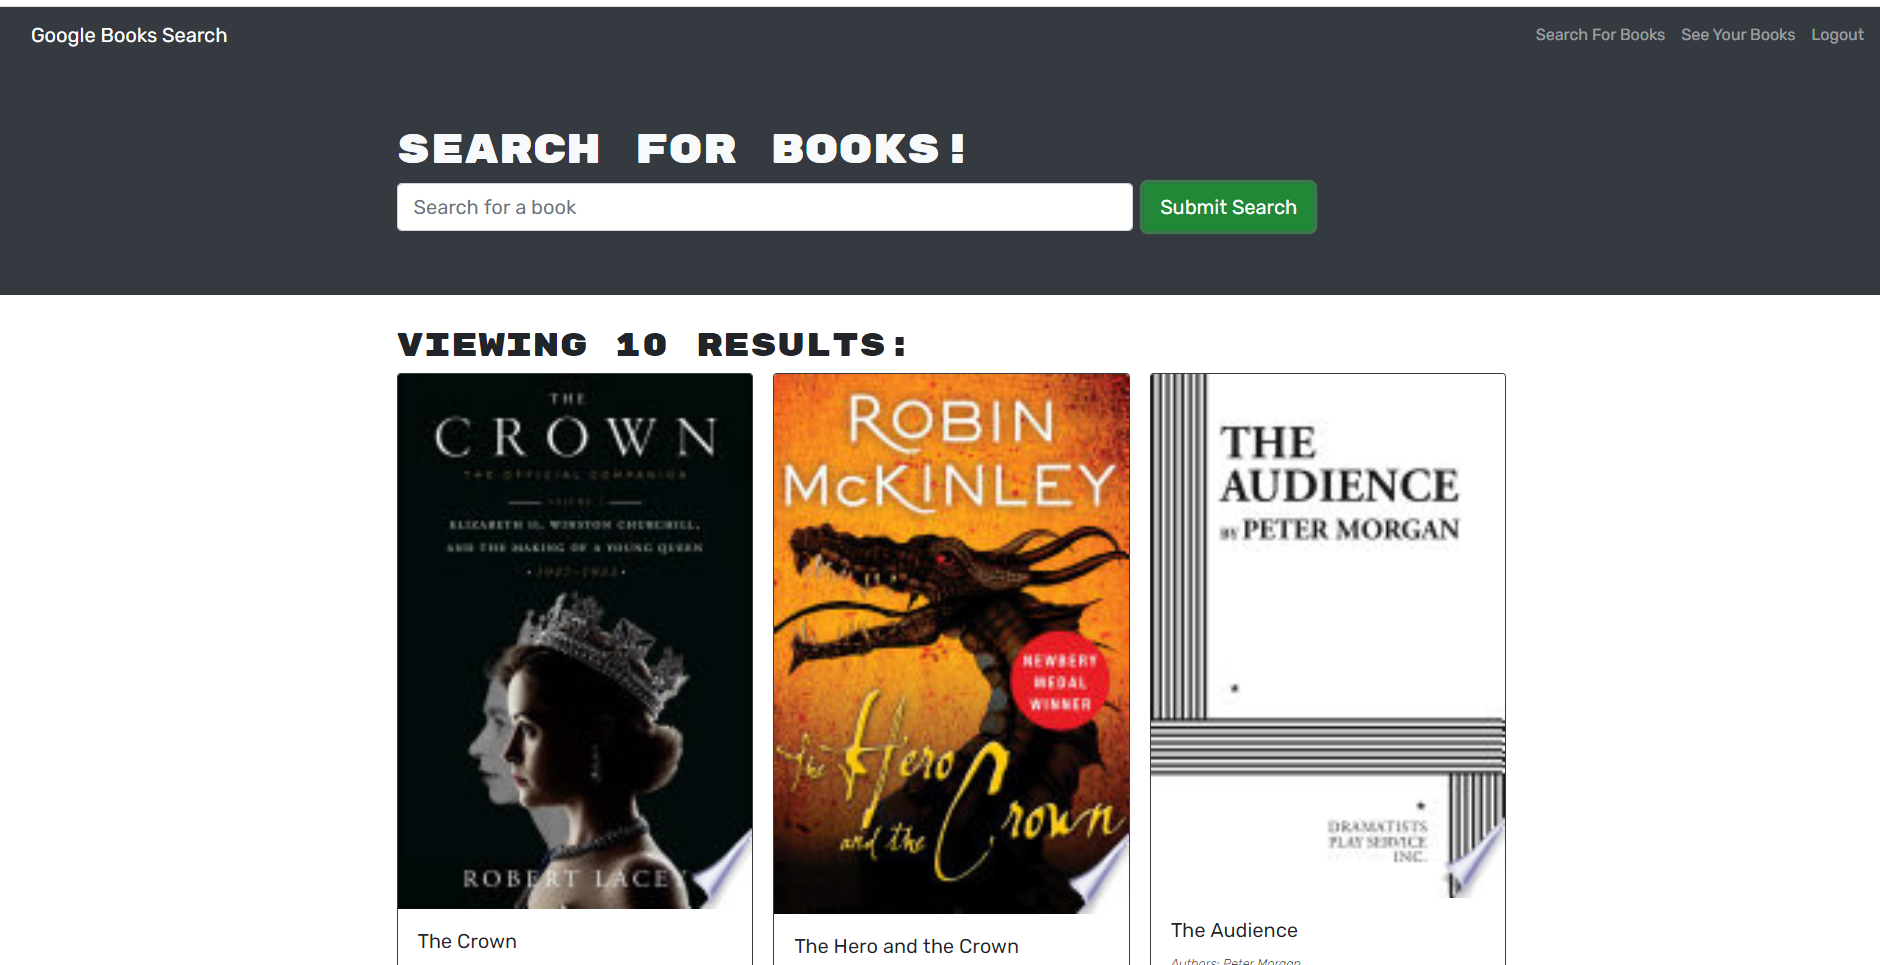 Google Books Search
Search For Books See Your Books Logout
SEARCH FOR BOOKS!
Search for a book
Submit Search
VIEWING 10 RESULTS:
THE
CROWN
THE OFFICIAL COMPANION
VOLUME 1
ELIZABETH II, WINSTON CHURCHILL,
AND THE MAKING OF A YOUNG QUEEN
ROBERT LACEY
The Crown
ROBIN
McKINLEY
NEWBERY
MEDAL
WINNER
The Hero
and the Crown
The Hero and the Crown
THE
AUDIENCE
BY PETER MORGAN
DRAMATISTS
PLAY SERVICE
INC.
The Audience
Authors: Peter Morgan